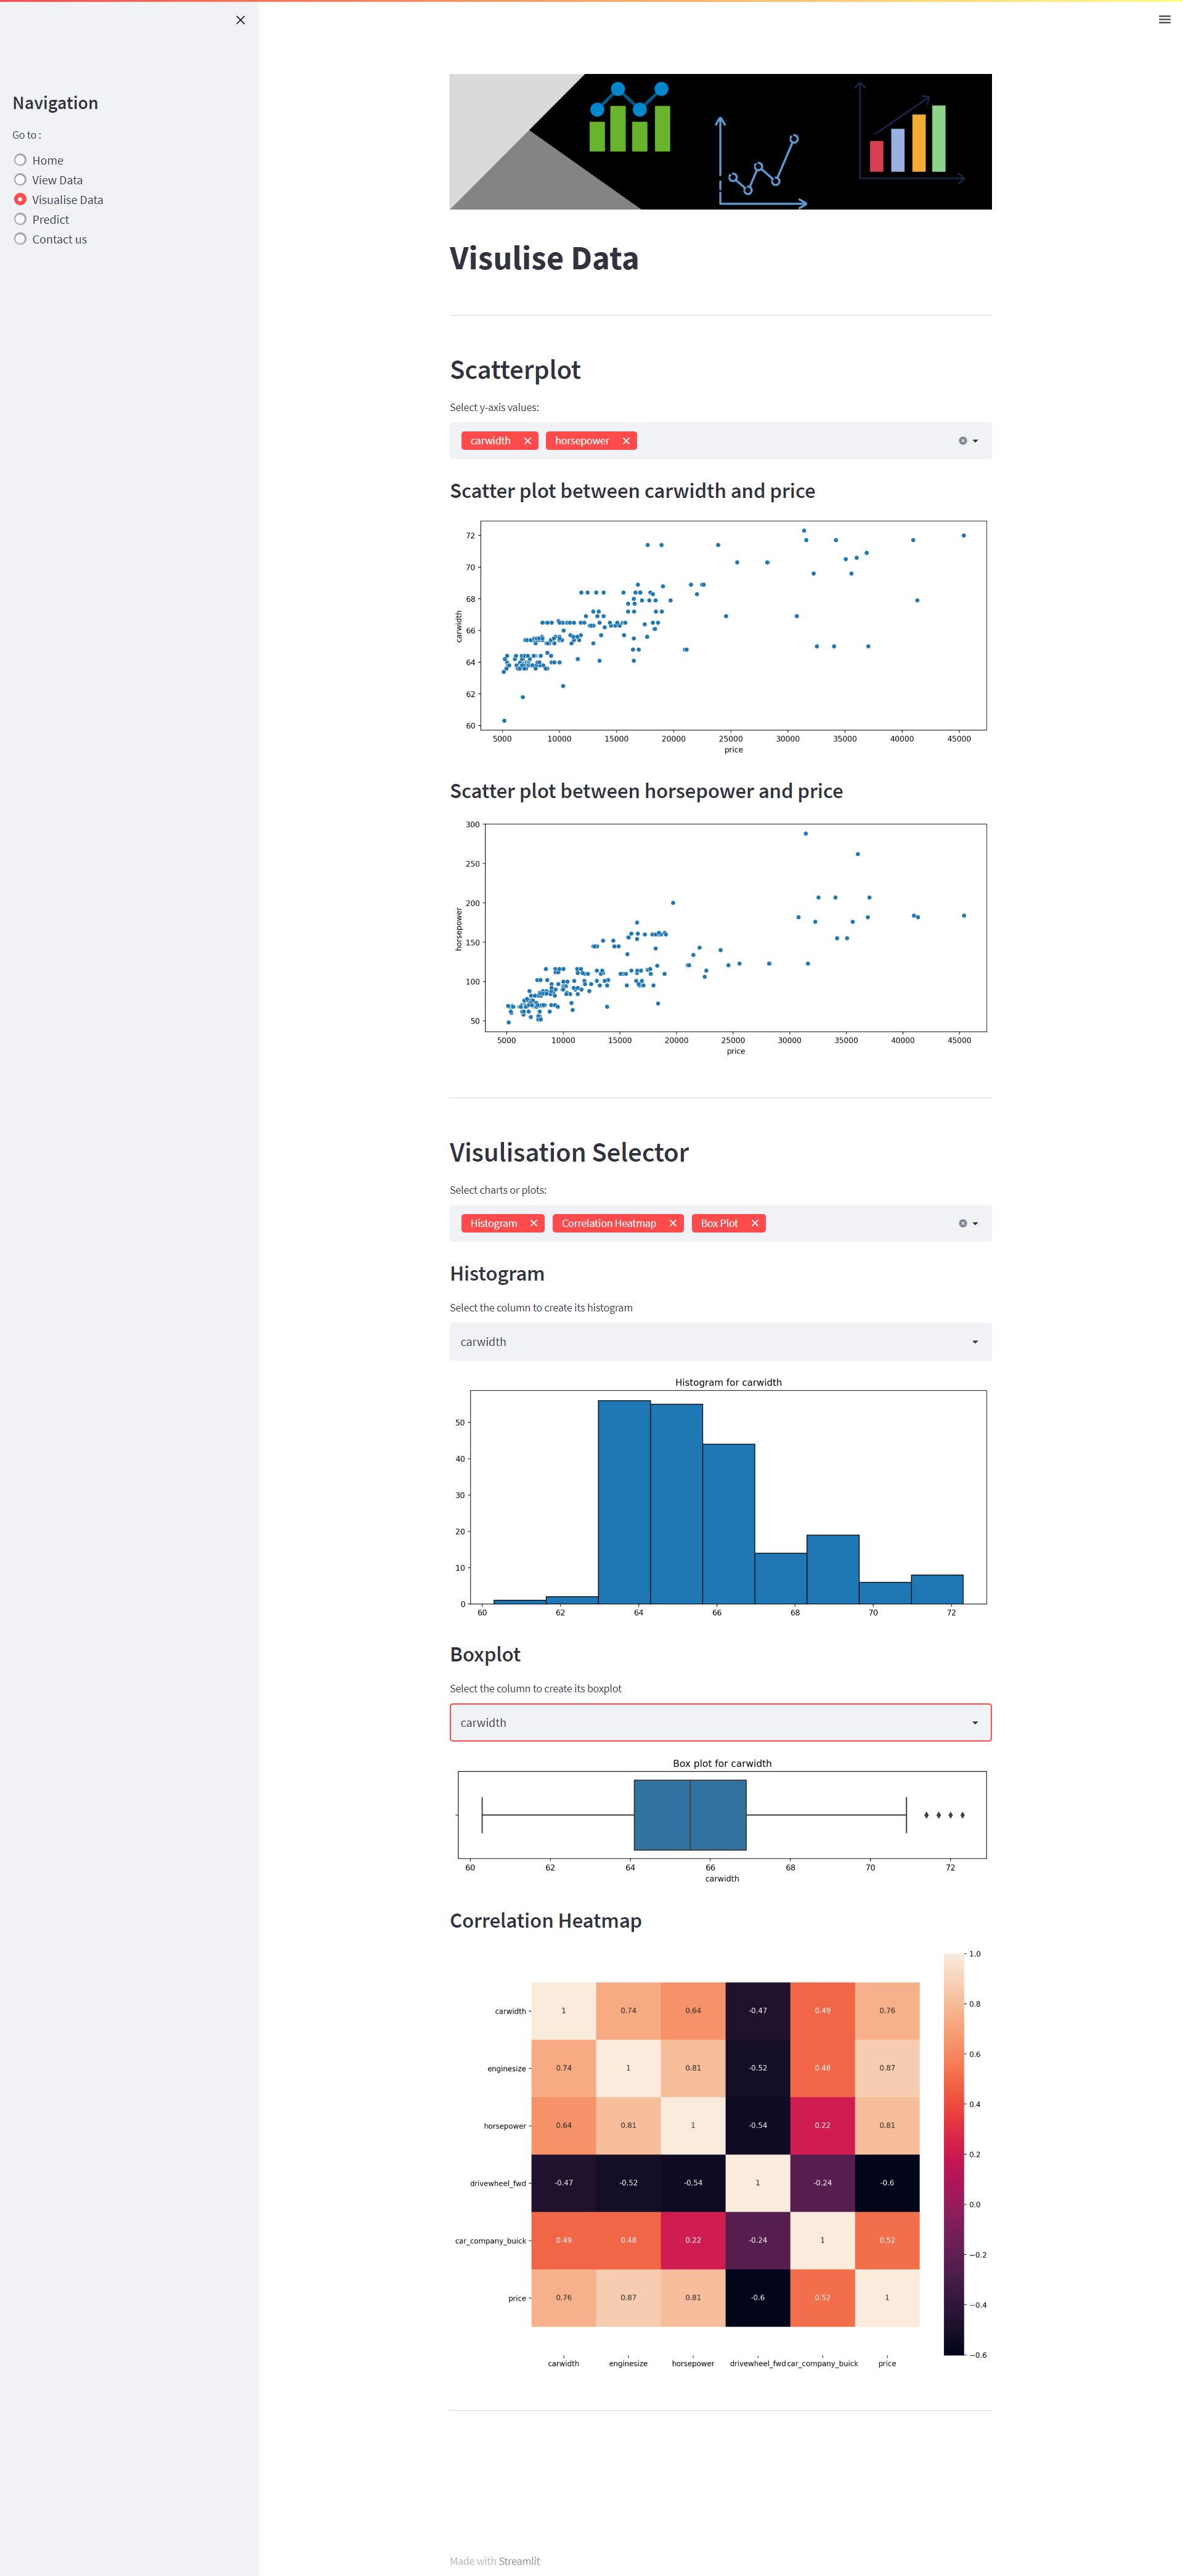 Navigation
Go to :
Home
View Data
Visualise Data
Predict
Contact us
Visulise Data
Scatterplot
Select y-axis values:
carwidth horsepower
Scatter plot between carwidth and price
72
70
68
66
64
62
60
carwidth
5000 10000 15000 20000 25000 30000 35000 40000 45000
price
Scatter plot between horsepower and price
300
250
200
150
100
50
horsepower
5000 10000 15000 20000 25000 30000 35000 40000 45000
price
Visulisation Selector
Select charts or plots:
Histogram Correlation Heatmap Box Plot
Histogram
Select the column to create its histogram
carwidth
Histogram for carwidth
50
40
30
20
10
0
60 62 64 66 68 70 72
Boxplot
Select the column to create its boxplot
carwidth
Box plot for carwidth
60 62 64 66 68 70 72
carwidth
Correlation Heatmap
carwidth 1 0.74 0.64 -0.47 0.49 0.76
enginesize 0.74 1 0.81 -0.52 0.48 0.87
horsepower 0.64 0.81 1 -0.54 0.22 0.81
drivewheel_fwd -0.47 -0.52 -0.54 1 -0.24 -0.6
car_company_buick 0.49 0.48 0.22 -0.24 1 0.52
price 0.76 0.87 0.81 -0.6 0.52 1
carwidth enginesize horsepower drivewheel_fwd car_company_buick price
1.0
0.8
0.6
0.4
0.2
0.0
−0.2
−0.4
−0.6
Made with Streamlit